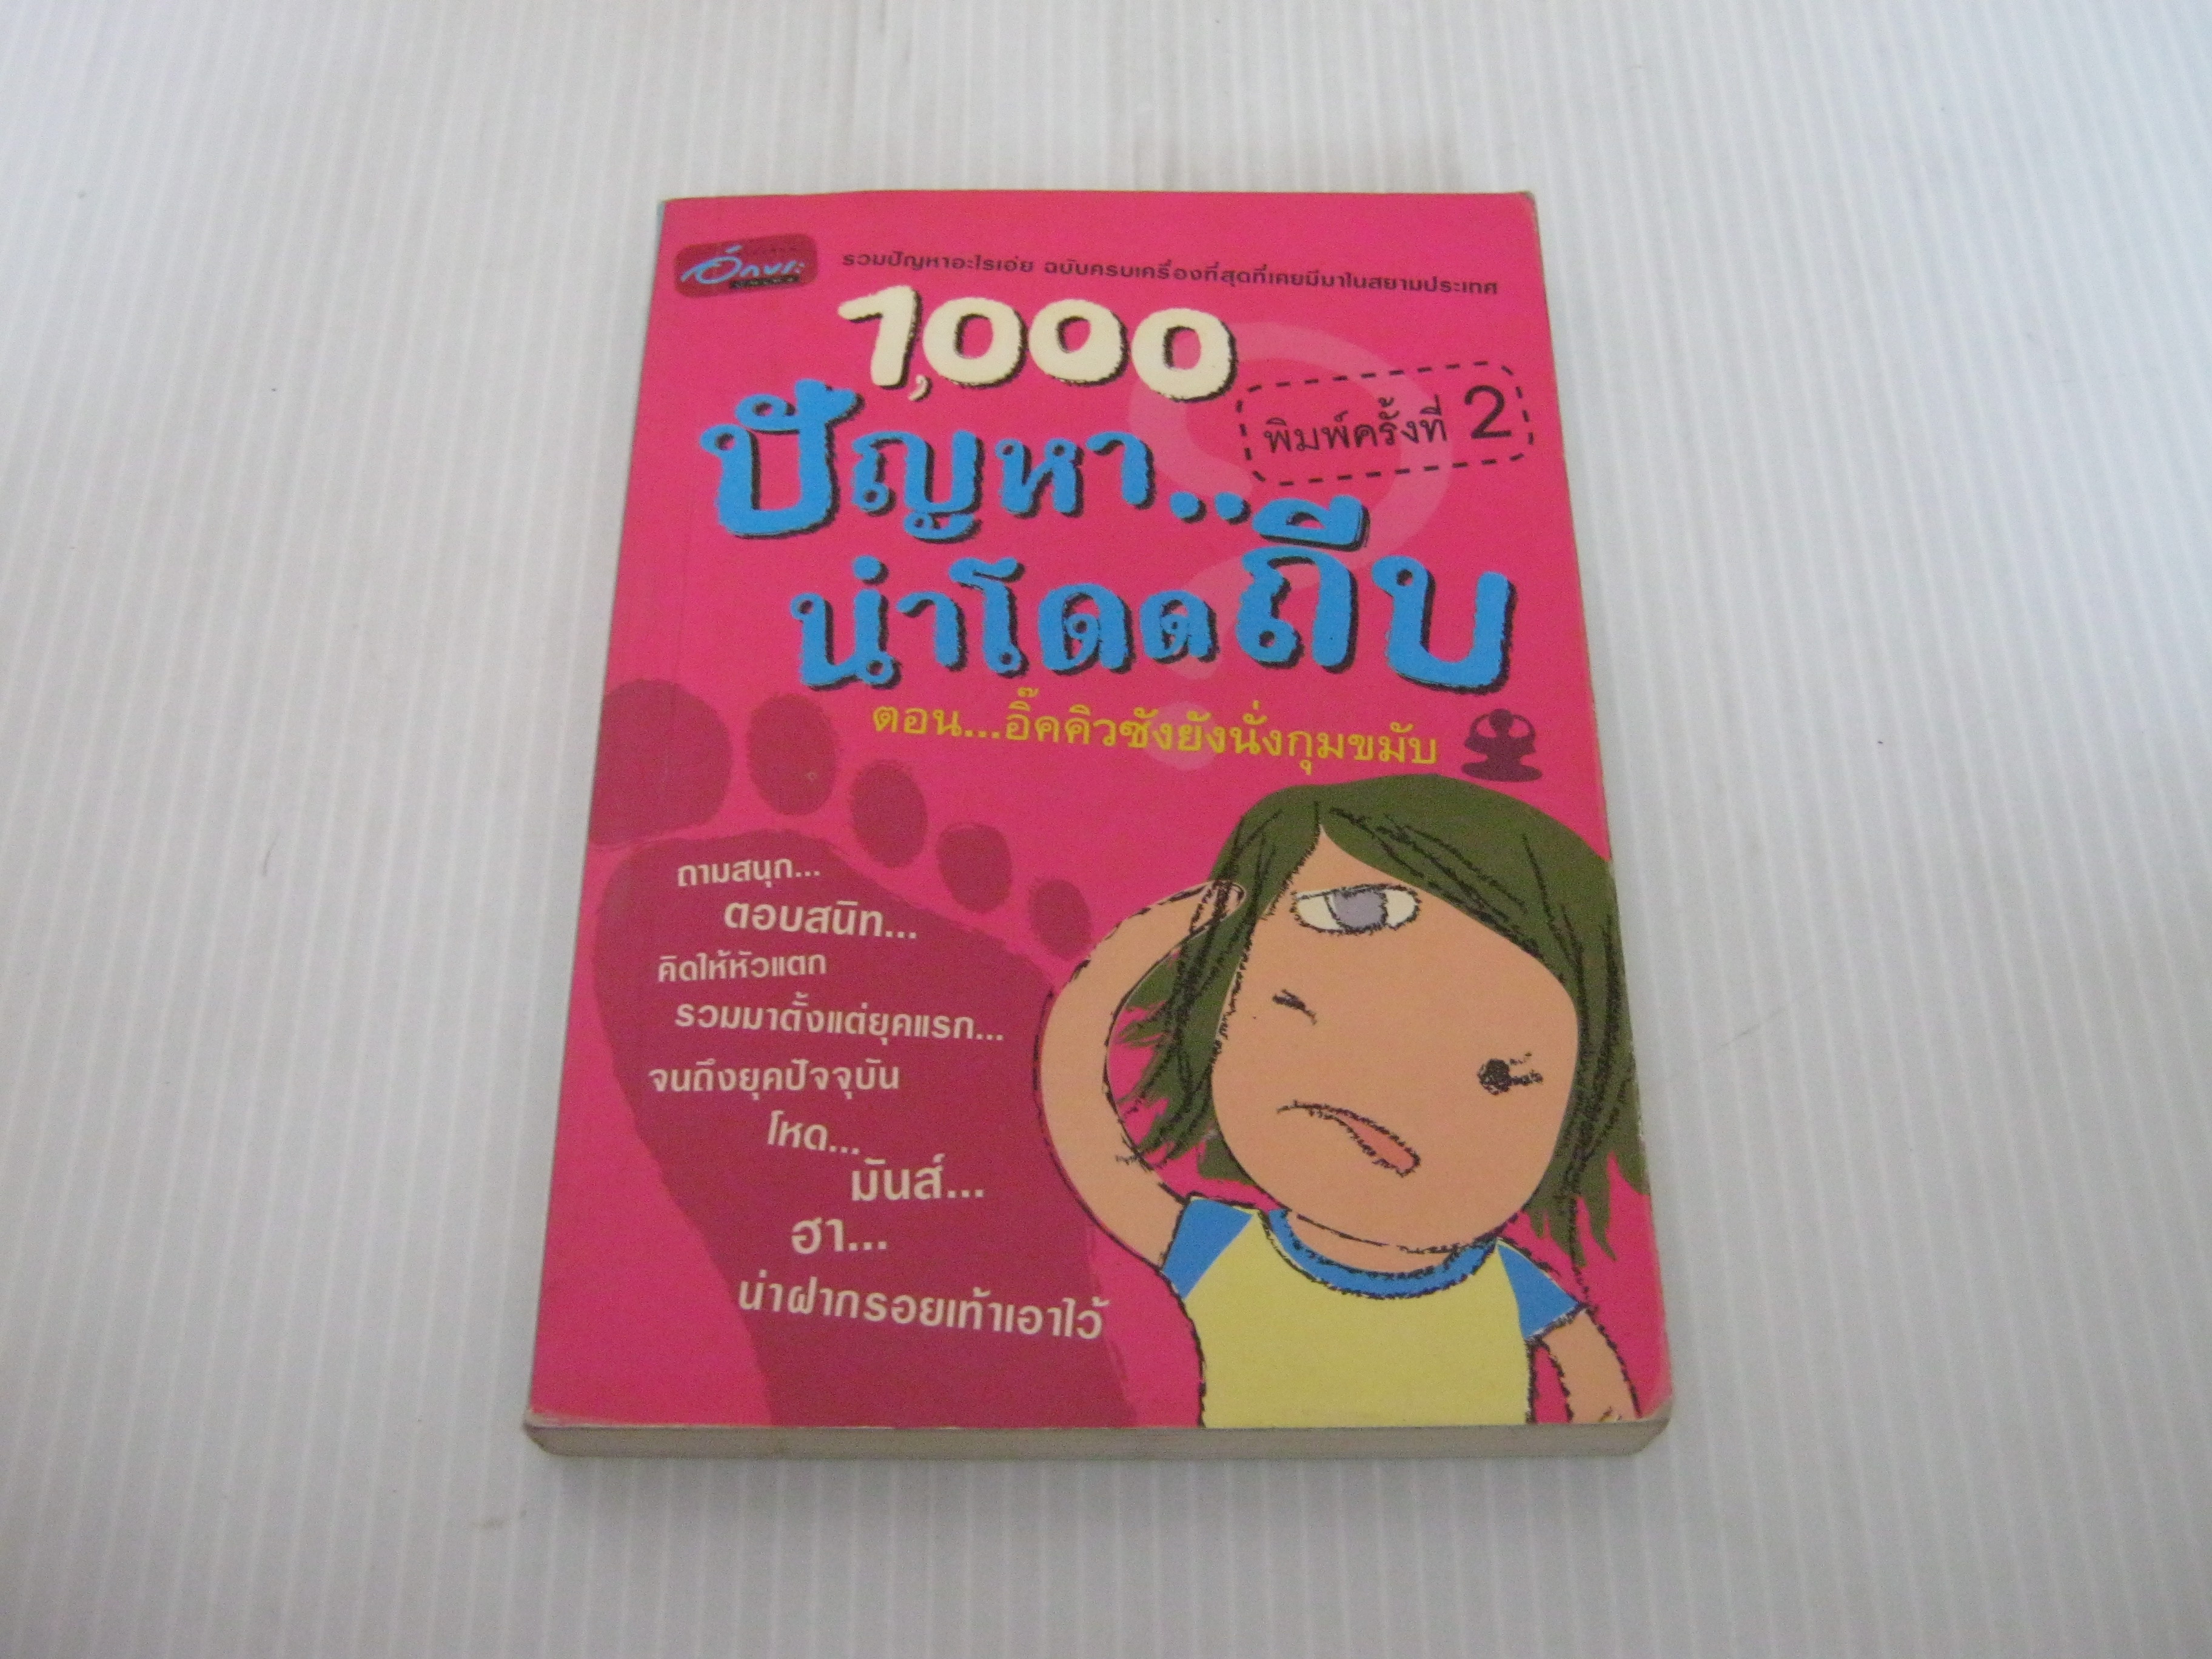 อักขระ
รวมปัญหาอะไรเอ่ย ฉบับครบเครื่องที่สุดที่เคยมีมาในสยามประเทศ
1,000
พิมพ์ครั้งที่ 2
ปัญหา..
น่าโดดถีบ
ตอน...อิ๊คคิวซังยังนั่งกุมขมับ
ถามสนุก...
ตอบสนิท...
คิดให้หัวแตก
รวมมาตั้งแต่ยุคแรก...
จนถึงยุคปัจจุบัน
โหด...
มันส์...
ฮา...
น่าฝากรอยเท้าเอาไว้